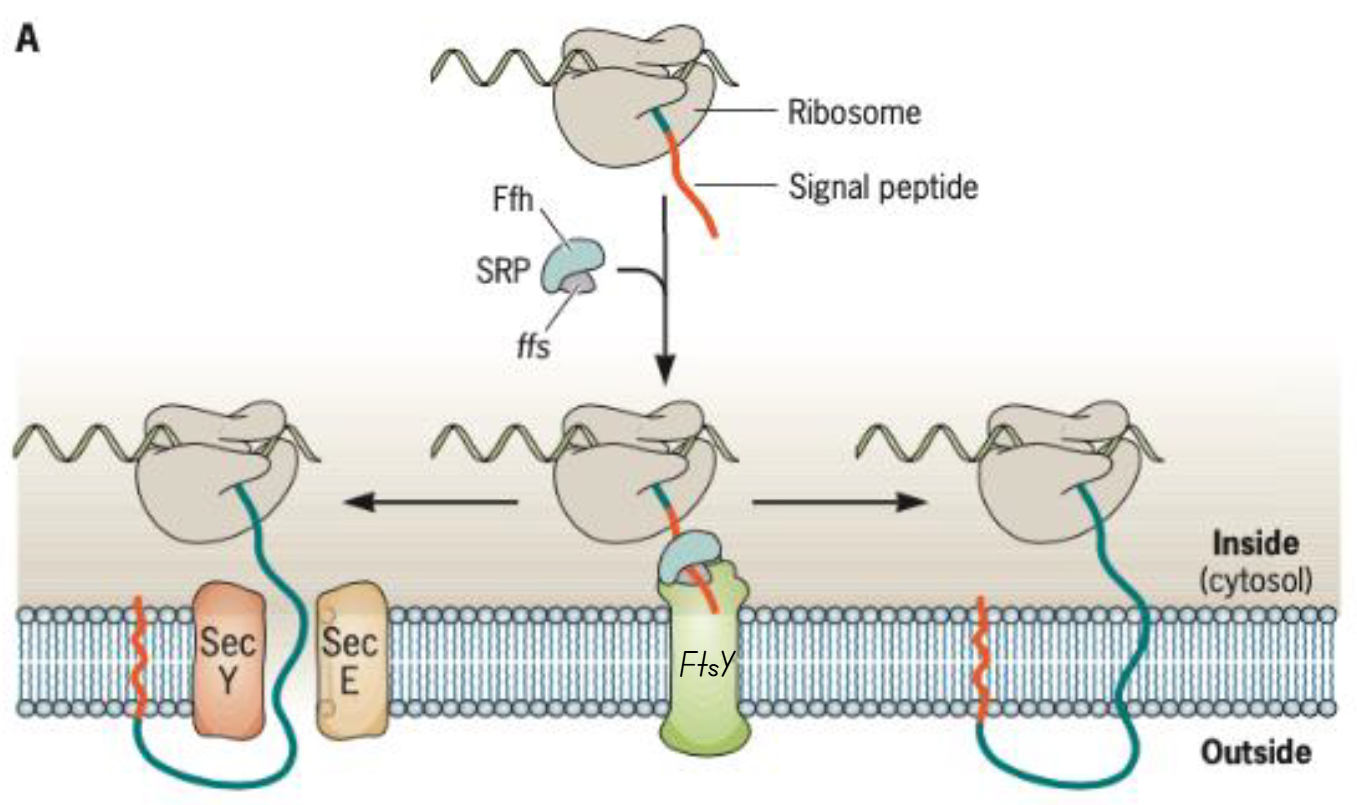 A
Ribosome
Signal peptide
Ffh
SRP
ffs
Inside
(cytosol)
Sec
Y
Sec
E
FtsY
Outside